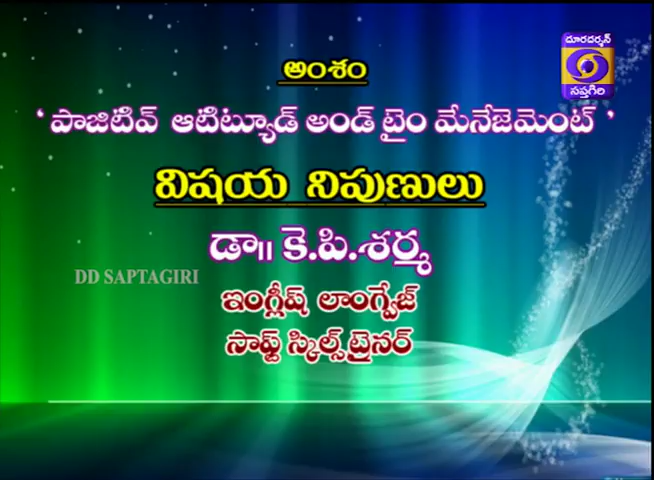 దూరదర్శన్
సప్తగిరి
అంశం
‘ పాజిటివ్ ఆటిట్యూడ్ అండ్ టైం మేనేజెమెంట్ ’
విషయ నిపుణులు
డా॥ కె.పి.శర్మ
DD SAPTAGIRI
ఇంగ్లీష్ లాంగ్వేజ్
సాఫ్ట్ స్కిల్స్ ట్రైనర్